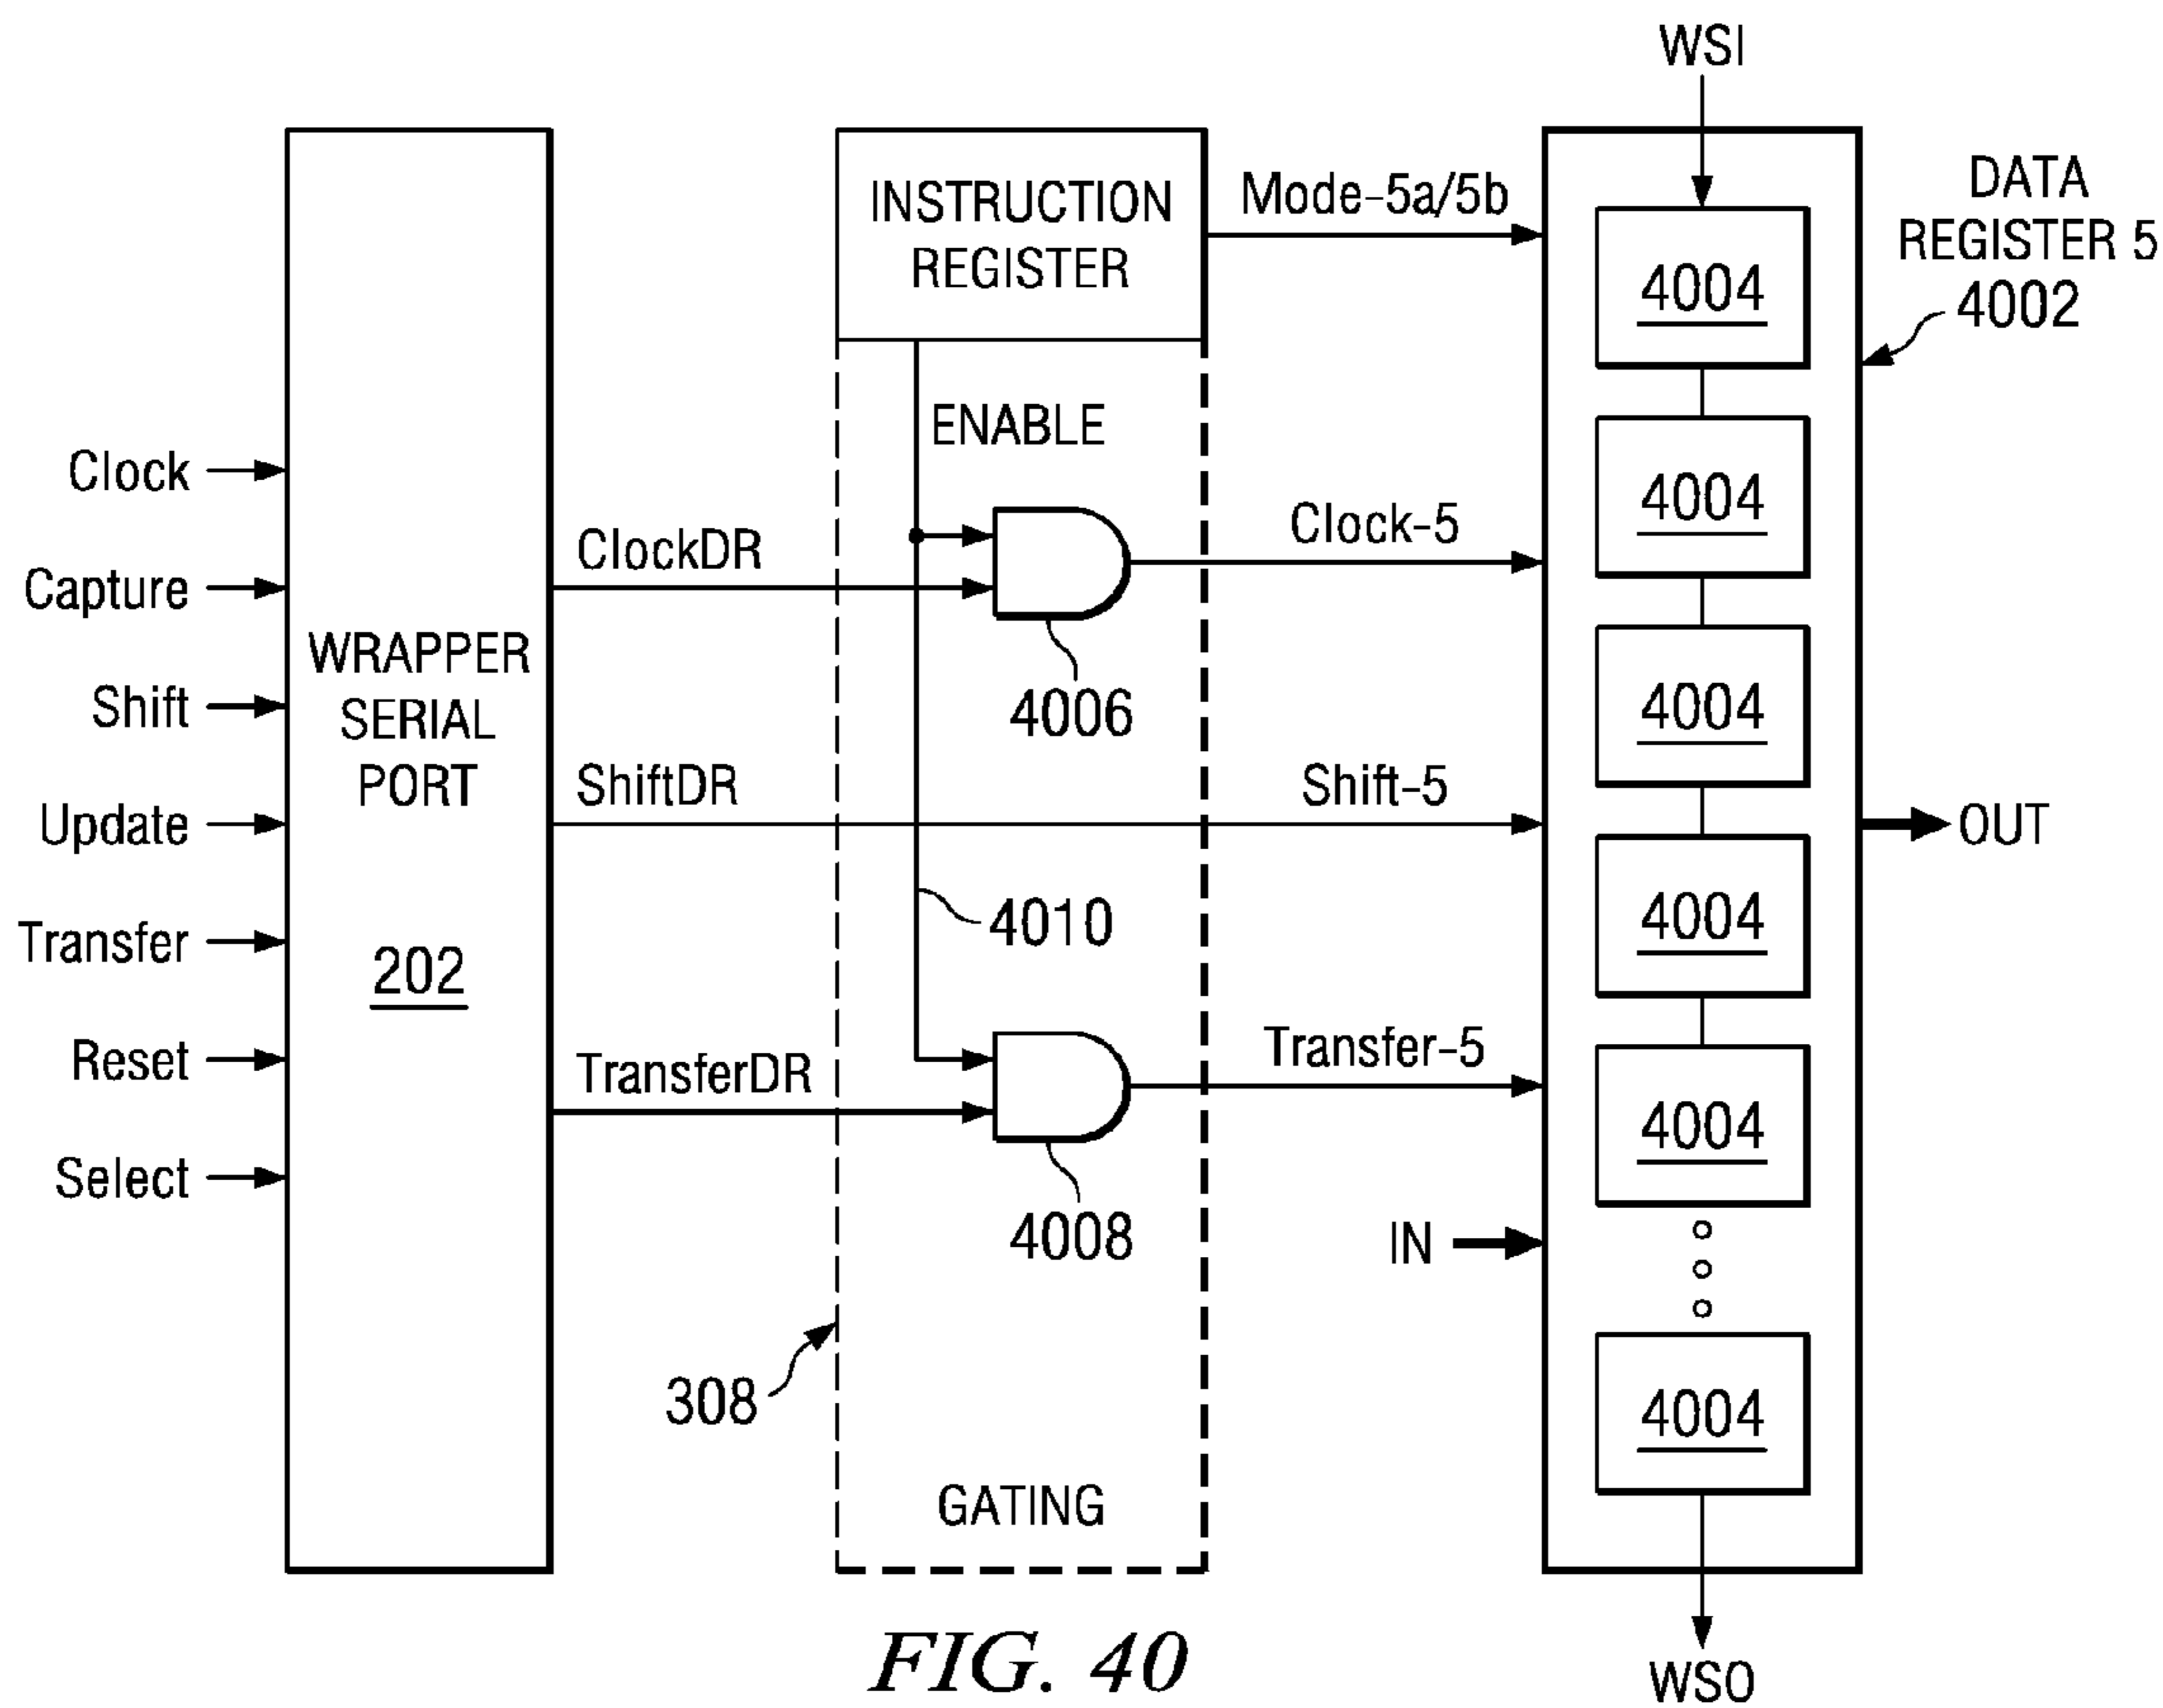 WSI
DATA
REGISTER 5
4002
INSTRUCTION
REGISTER
Mode-5a/5b
4004
ENABLE
Clock
ClockDR
Clock-5
4004
Capture
WRAPPER
SERIAL
PORT
202
4006
4004
Shift
ShiftDR
Shift-5
Update
OUT
4010
4004
Transfer
Reset
TransferDR
Transfer-5
4004
Select
4008
IN
308
4004
GATING
FIG. 40
WSO